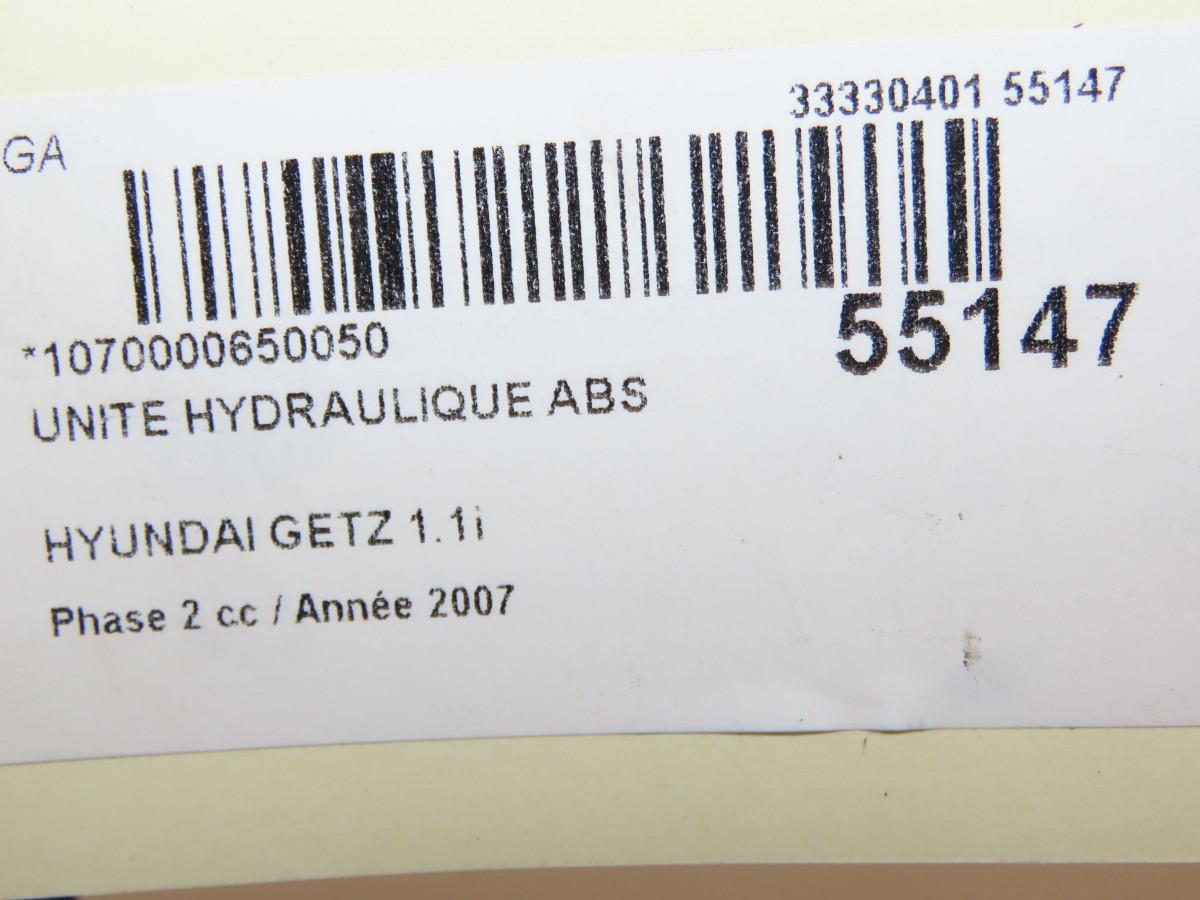 33330401 55147
GA
*1070000650050
55147
UNITE HYDRAULIQUE ABS
HYUNDAI GETZ 1.1i
Phase 2 cc / Année 2007